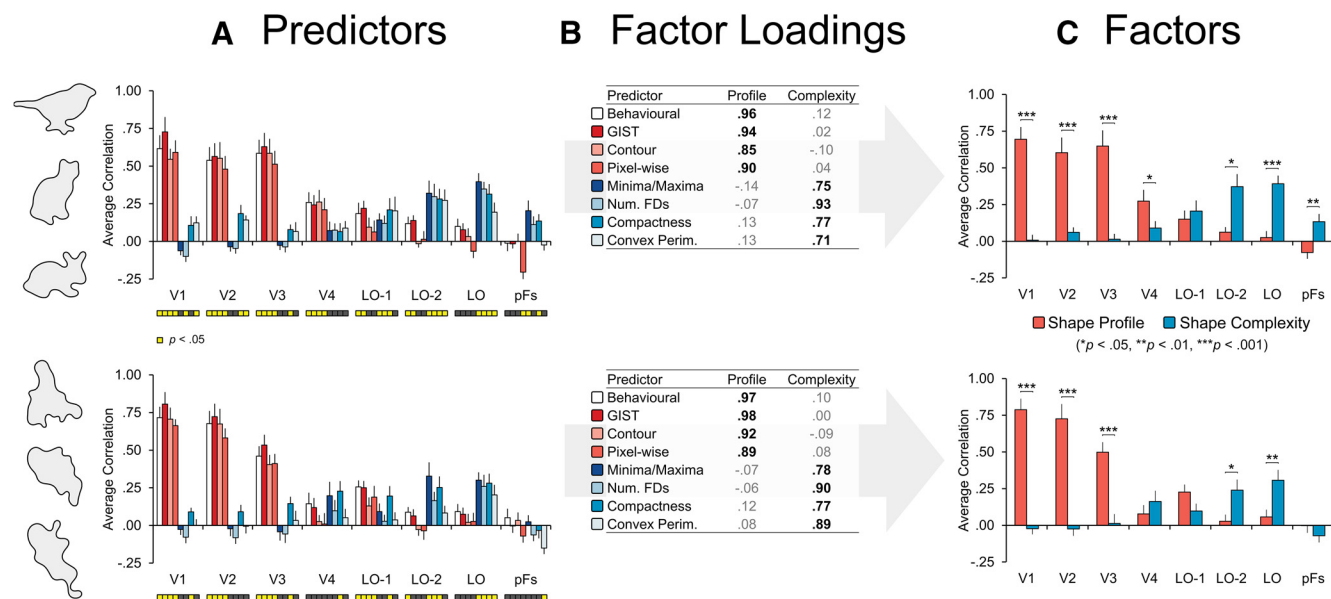 A Predictors
B Factor Loadings
C Factors
Average Correlation
1.00
.75
.50
.25
.00
-.25
V1 V2 V3 V4 LO-1 LO-2 LO pFs
p < .05
Predictor Profile Complexity
Behavioural .96 .12
GIST .94 .02
Contour .85 -.10
Pixel-wise .90 .04
Minima/Maxima -.14 .75
Num. FDs -.07 .93
Compactness .13 .77
Convex Perim. .13 .71
Average Correlation
1.00
.75
.50
.25
.00
-.25
*** *** *** * * *** **
V1 V2 V3 V4 LO-1 LO-2 LO pFs
Shape Profile Shape Complexity
(*p < .05, **p < .01, ***p < .001)
Average Correlation
1.00
.75
.50
.25
.00
-.25
V1 V2 V3 V4 LO-1 LO-2 LO pFs
Predictor Profile Complexity
Behavioural .97 .10
GIST .98 .00
Contour .92 -.09
Pixel-wise .89 .08
Minima/Maxima -.07 .78
Num. FDs -.06 .90
Compactness .12 .77
Convex Perim. .08 .89
Average Correlation
1.00
.75
.50
.25
.00
-.25
*** *** *** * **
V1 V2 V3 V4 LO-1 LO-2 LO pFs